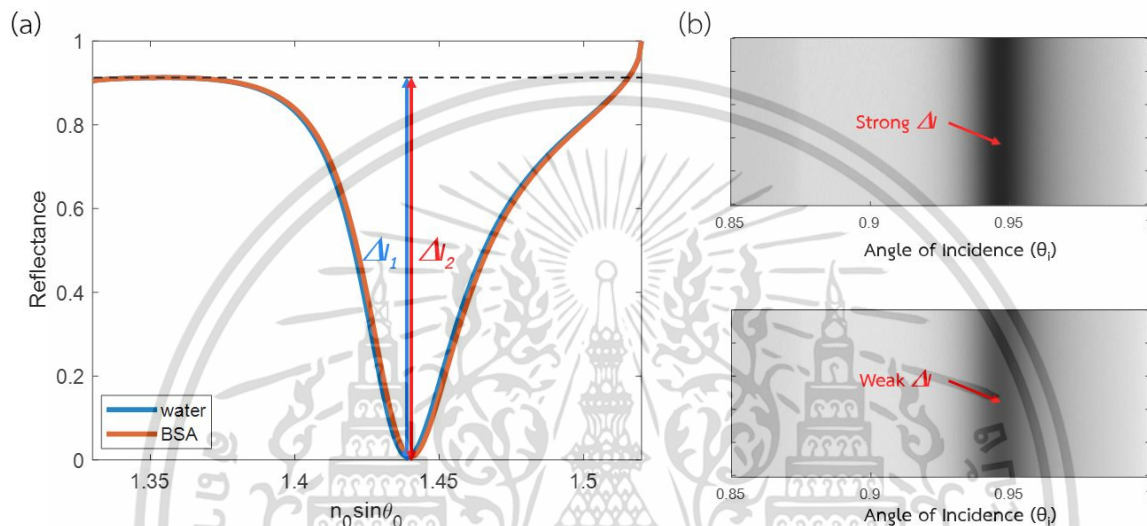 (a)
1
0.8
0.6
0.4
0.2
0
Reflectance
ΔI₁
ΔI₂
water
BSA
1.35
1.4
1.45
1.5
n₀sinθ₀
(b)
Strong ΔI
0.85
0.9
0.95
Angle of Incidence (θᵢ)
Weak ΔI
0.85
0.9
0.95
Angle of Incidence (θᵢ)